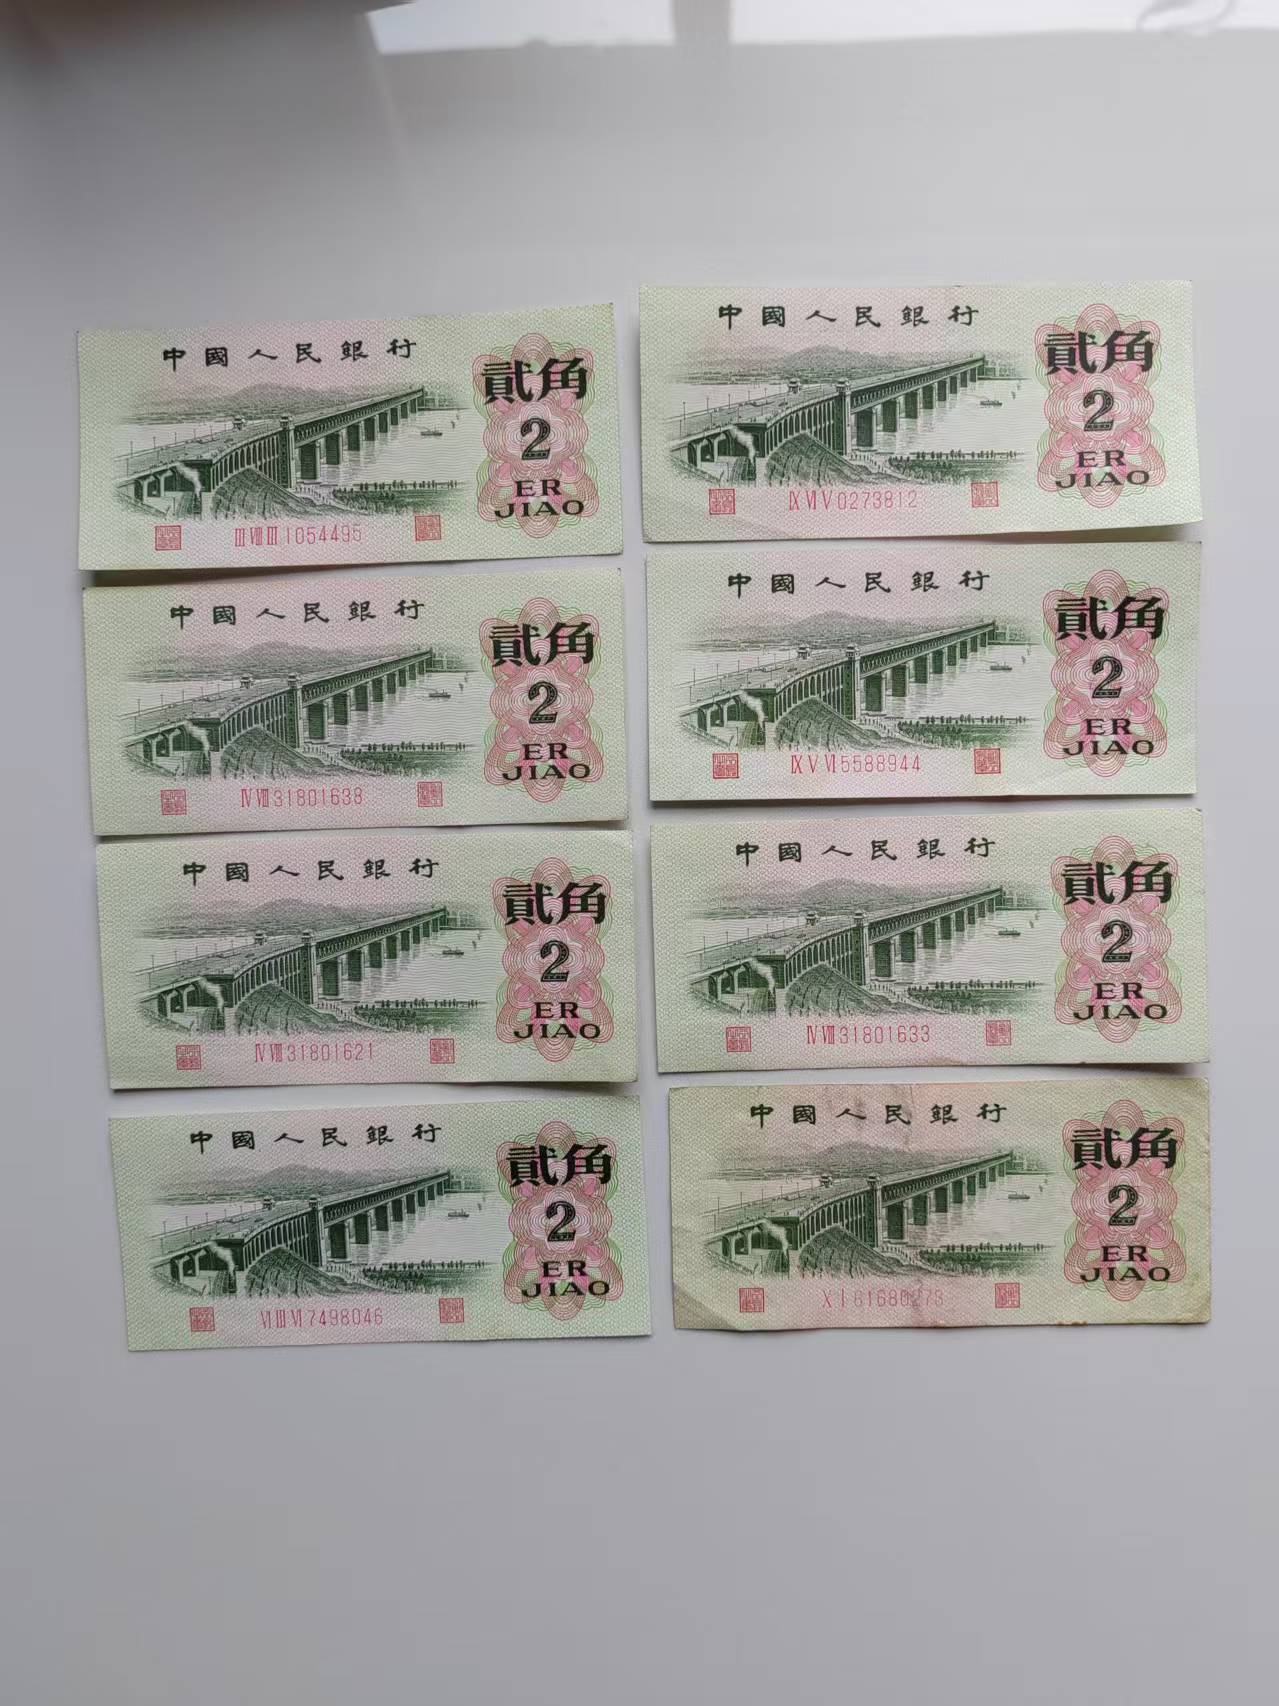 中國人民銀行
貳角
2
ER
JIAO
III VIII III 1054495
中國人民銀行
貳角
2
ER
JIAO
IX VI V 0273812
中國人民銀行
貳角
2
ER
JIAO
IV VIII 31801638
中國人民銀行
貳角
2
ER
JIAO
IX V VI 5588944
中國人民銀行
貳角
2
ER
JIAO
IV VIII 31801621
中國人民銀行
貳角
2
ER
JIAO
IV VIII 31801633
中國人民銀行
貳角
2
ER
JIAO
VI III VI 7498046
中國人民銀行
貳角
2
ER
JIAO